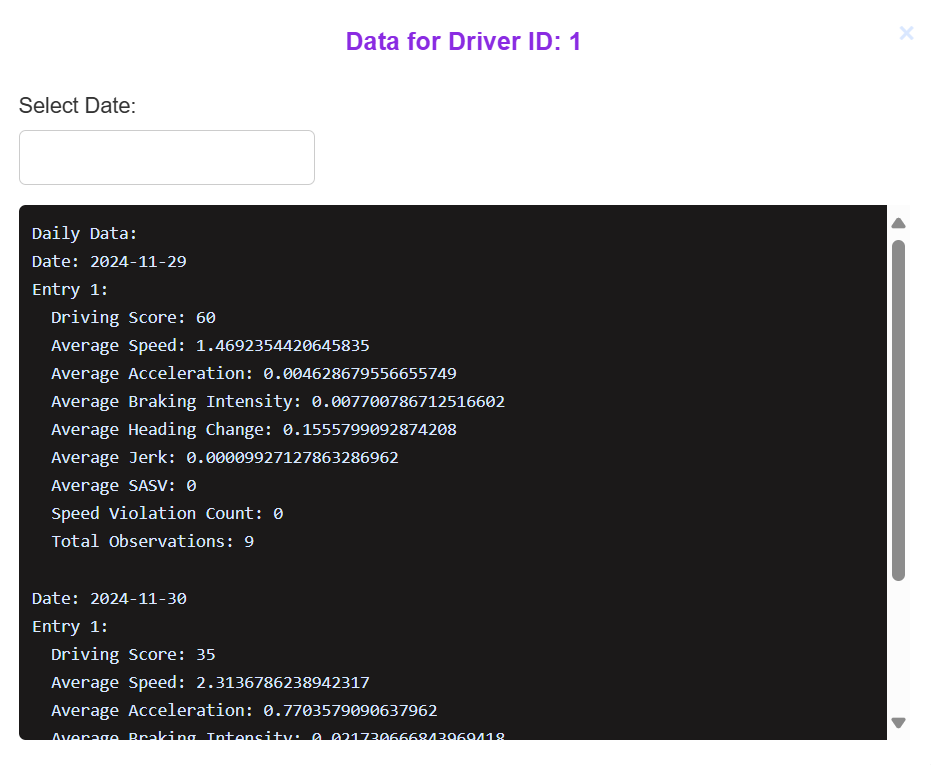 Data for Driver ID: 1
×
Select Date:
Daily Data:
Date: 2024-11-29
Entry 1:
Driving Score: 60
Average Speed: 1.4692354420645835
Average Acceleration: 0.004628679556655749
Average Braking Intensity: 0.007700786712516602
Average Heading Change: 0.1555799092874208
Average Jerk: 0.00009927127863286962
Average SASV: 0
Speed Violation Count: 0
Total Observations: 9
Date: 2024-11-30
Entry 1:
Driving Score: 35
Average Speed: 2.3136786238942317
Average Acceleration: 0.7703579090637962
Average Braking Intensity: 0.021730666843969418